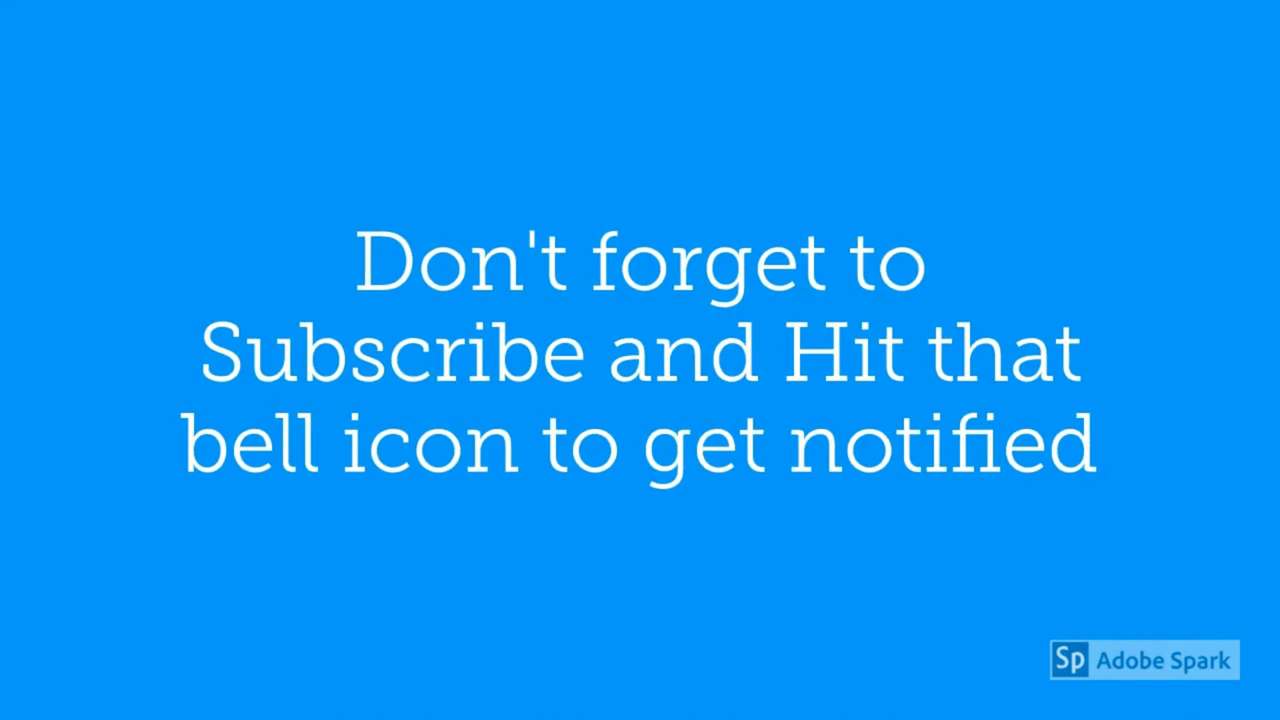 Don't forget to
Subscribe and Hit that
bell icon to get notified
Sp Adobe Spark